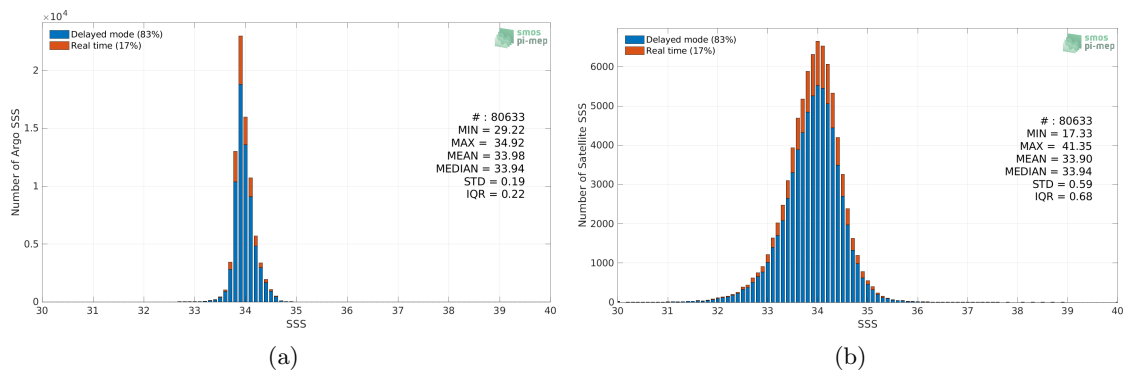 ×10⁴
Delayed mode (83%)
Real time (17%)
smos
pi-mep
2
1.5
1
0.5
0
Number of Argo SSS
# : 80633
MIN = 29.22
MAX = 34.92
MEAN = 33.98
MEDIAN = 33.94
STD = 0.19
IQR = 0.22
30 31 32 33 34 35 36 37 38 39 40
SSS
(a)
Delayed mode (83%)
Real time (17%)
smos
pi-mep
6000
5000
4000
3000
2000
1000
0
Number of Satellite SSS
# : 80633
MIN = 17.33
MAX = 41.35
MEAN = 33.90
MEDIAN = 33.94
STD = 0.59
IQR = 0.68
30 31 32 33 34 35 36 37 38 39 40
SSS
(b)